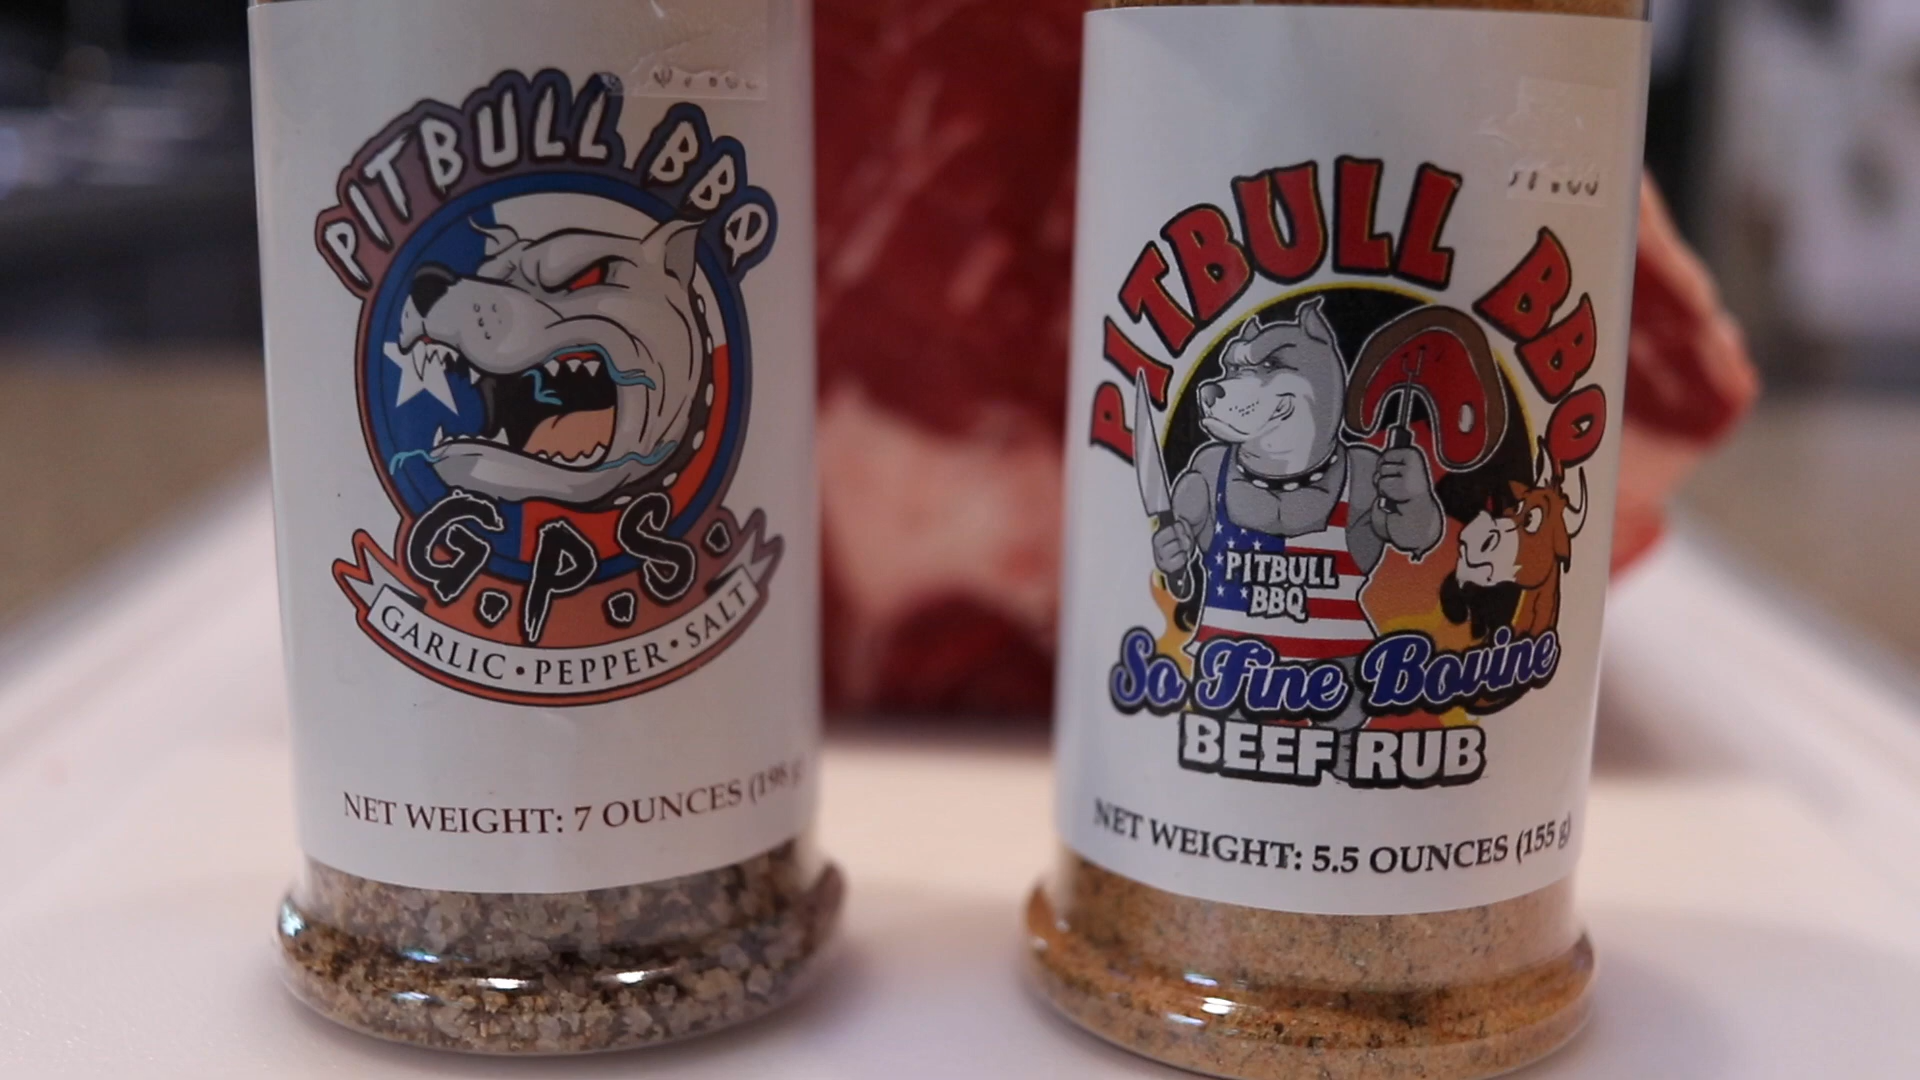 PITBULL BBQ
G.P.S.
GARLIC • PEPPER • SALT
NET WEIGHT: 7 OUNCES (198 g)
PITBULL BBQ
PITBULL
BBQ
So Fine Bovine
BEEF RUB
NET WEIGHT: 5.5 OUNCES (155 g)